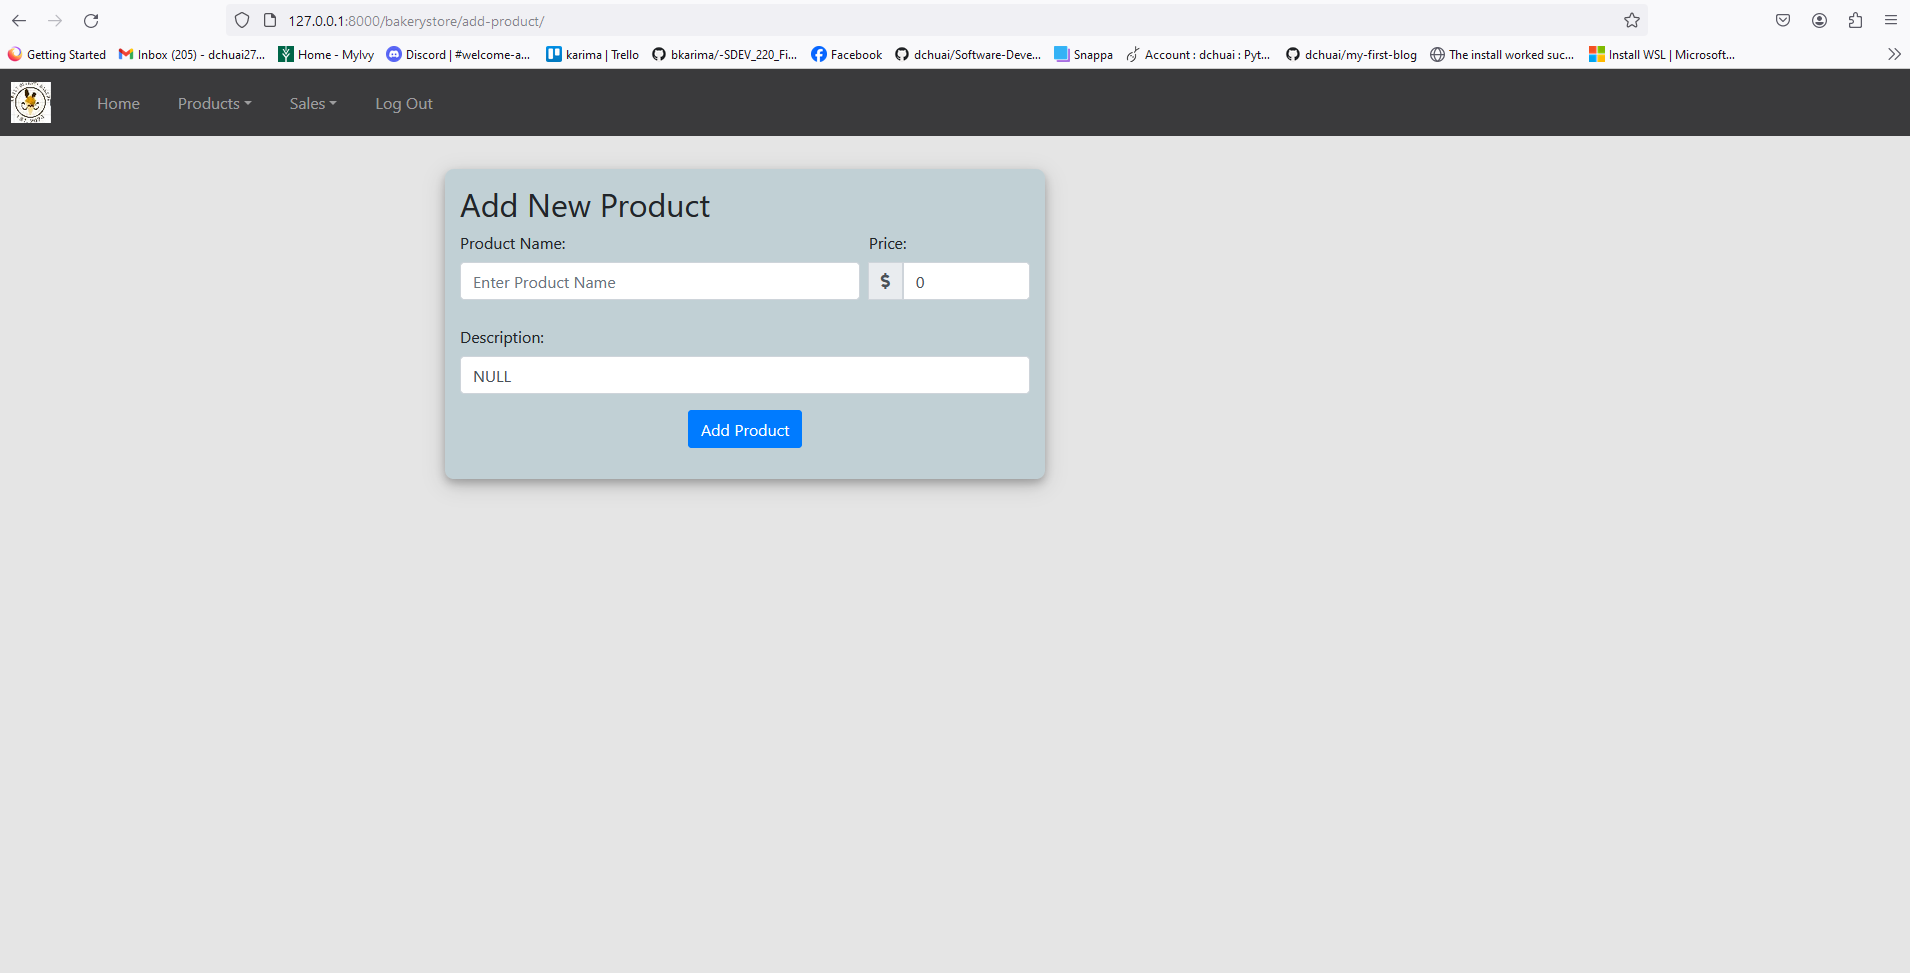 127.0.0.1:8000/bakerystore/add-product/
Getting Started Inbox (205) - dchuai27... Home - MyIvy Discord | #welcome-a... karima | Trello bkarima/-SDEV_220_Fi... Facebook dchuai/Software-Deve... Snappa Account : dchuai : Pyt... dchuai/my-first-blog The install worked suc... Install WSL | Microsoft...
Home Products Sales Log Out
Add New Product
Product Name: Price:
Enter Product Name $ 0
Description:
NULL
Add Product